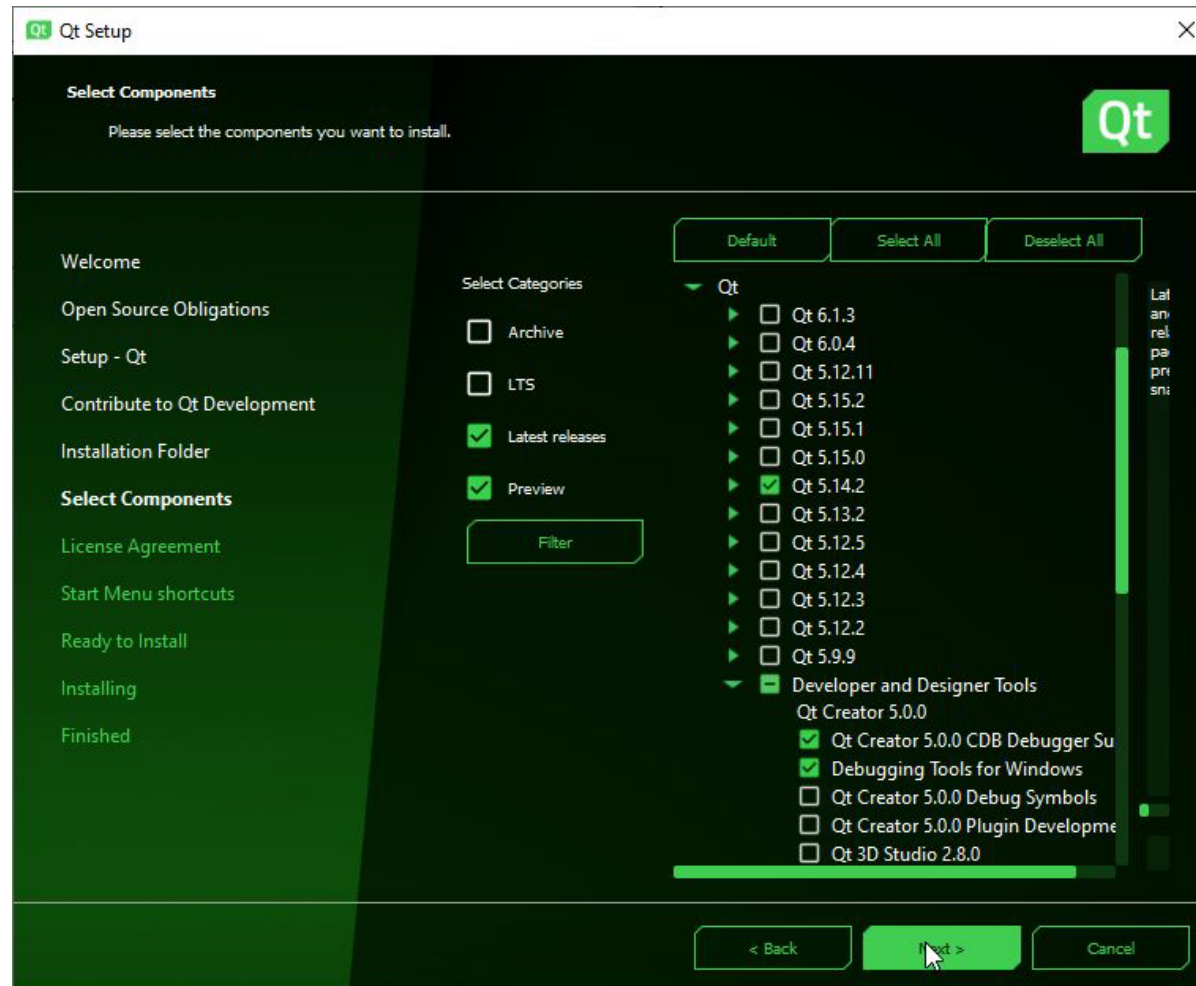 Qt Setup
Select Components
Please select the components you want to install.
Qt
Welcome
Open Source Obligations
Setup - Qt
Contribute to Qt Development
Installation Folder
Select Components
License Agreement
Start Menu shortcuts
Ready to Install
Installing
Finished
Select Categories
Archive
LTS
Latest releases
Preview
Filter
Default
Select All
Deselect All
Qt
Qt 6.1.3
Qt 6.0.4
Qt 5.12.11
Qt 5.15.2
Qt 5.15.1
Qt 5.15.0
Qt 5.14.2
Qt 5.13.2
Qt 5.12.5
Qt 5.12.4
Qt 5.12.3
Qt 5.12.2
Qt 5.9.9
Developer and Designer Tools
Qt Creator 5.0.0
Qt Creator 5.0.0 CDB Debugger Su
Debugging Tools for Windows
Qt Creator 5.0.0 Debug Symbols
Qt Creator 5.0.0 Plugin Developme
Qt 3D Studio 2.8.0
< Back
Next >
Cancel